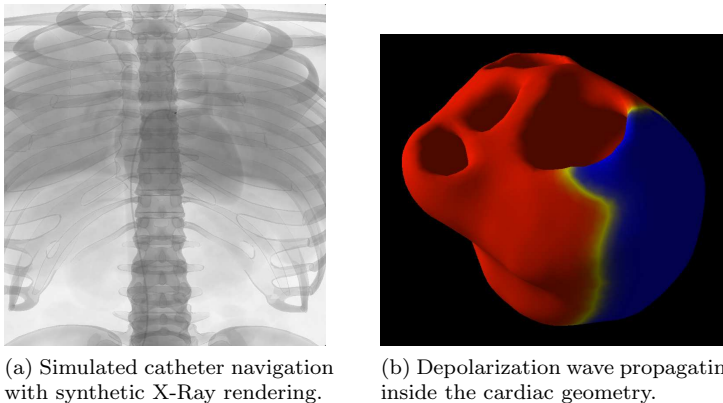 (a) Simulated catheter navigation
with synthetic X-Ray rendering.
(b) Depolarization wave propagatin
inside the cardiac geometry.